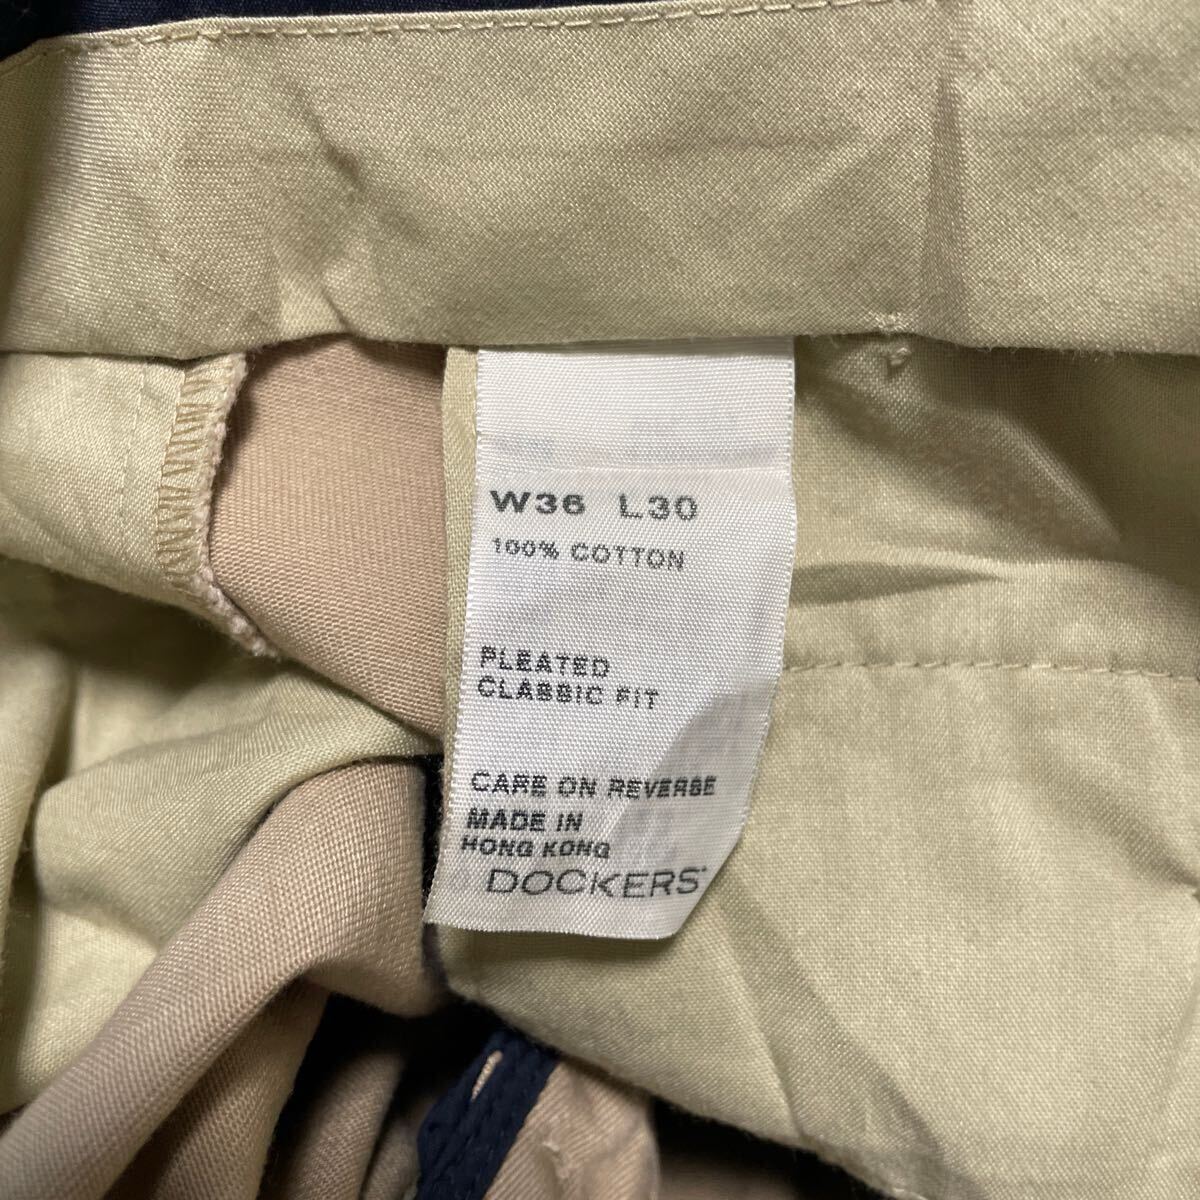 W36 L30
100% COTTON
PLEATED
CLASSIC FIT
CARE ON REVERSE
MADE IN
HONG KONG
DOCKERS